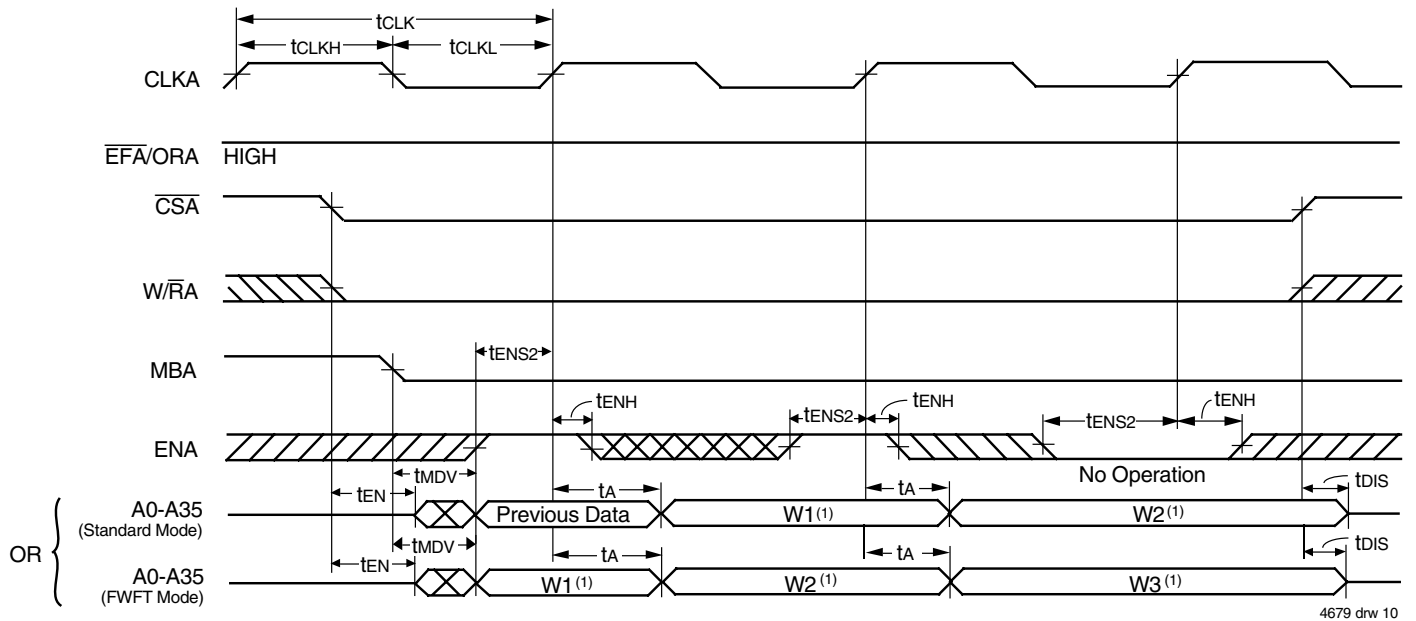 tCLK
tCLKH tCLKL
CLKA
EFA/ORA HIGH
CSA
W/RA
MBA tENS2
tENH tENS2 tENH tENS2 tENH
ENA
No Operation
tMDV
tEN tA tA tDIS
A0-A35 Previous Data W1(1) W2(1)
(Standard Mode)
OR
tMDV
tEN tA tA tDIS
A0-A35 W1(1) W2(1) W3(1)
(FWFT Mode)
4679 drw 10